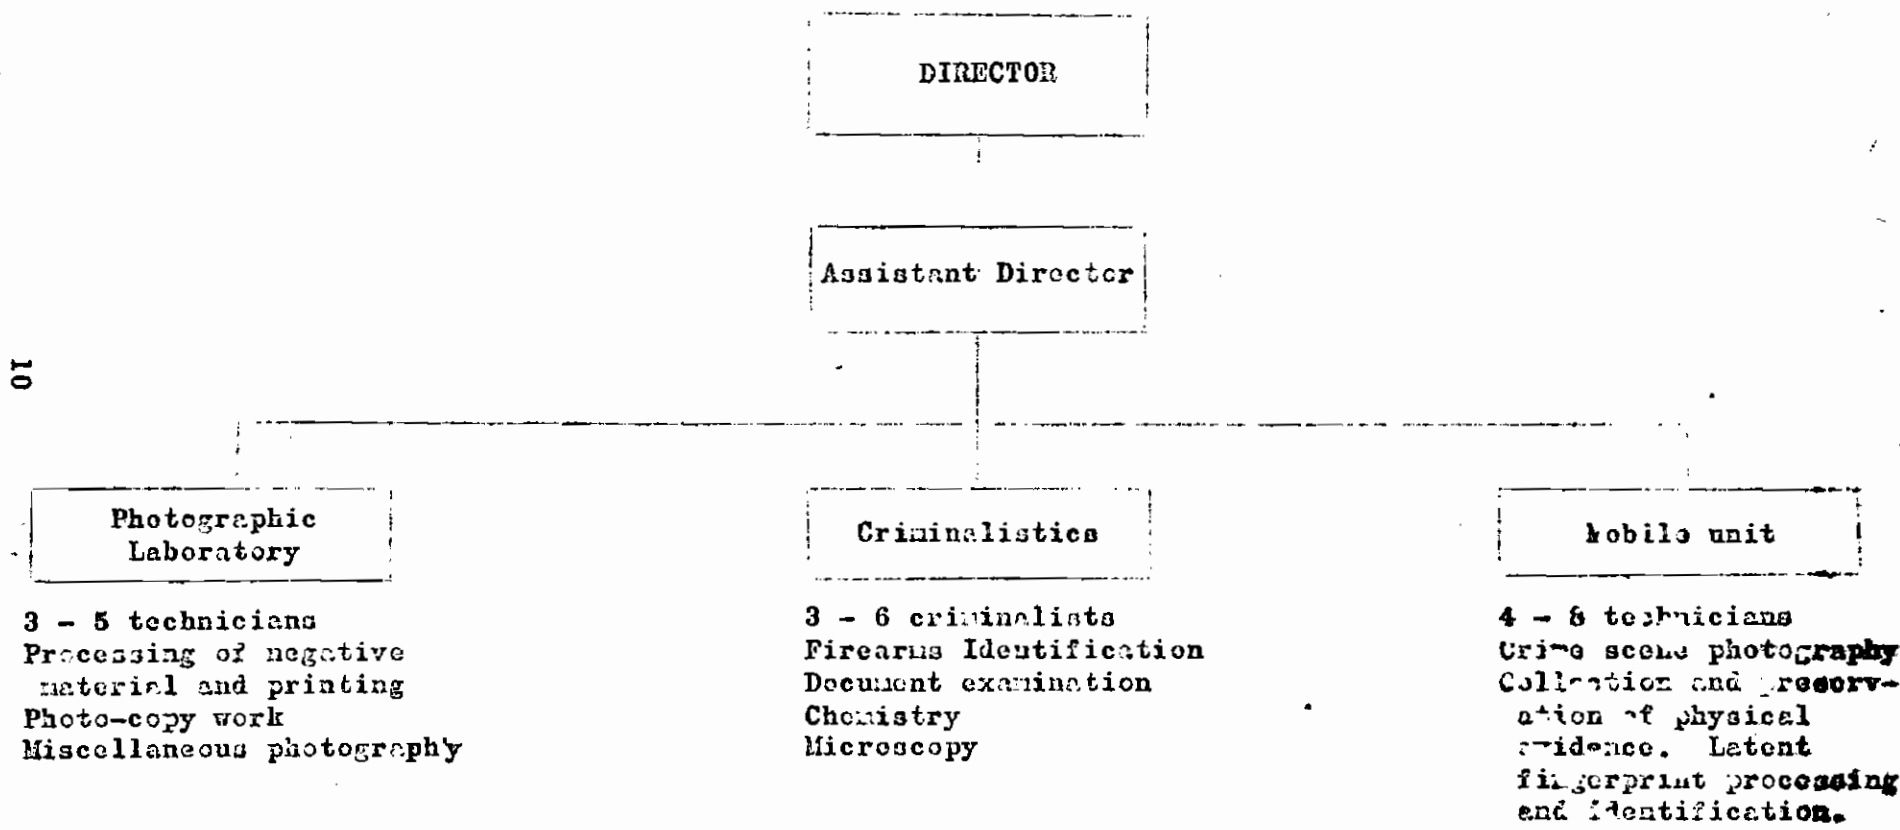 DIRECTOR
Assistant Director
10
Photographic
Laboratory
3 - 5 technicians
Processing of negative
material and printing
Photo-copy work
Miscellaneous photography
Criminalistics
3 - 6 criminalists
Firearms Identification
Document examination
Chemistry
Microscopy
Mobile unit
4 - 8 technicians
Crime scene photography
Collection and preserv-
ation of physical
evidence. Latent
fingerprint processing
and identification.